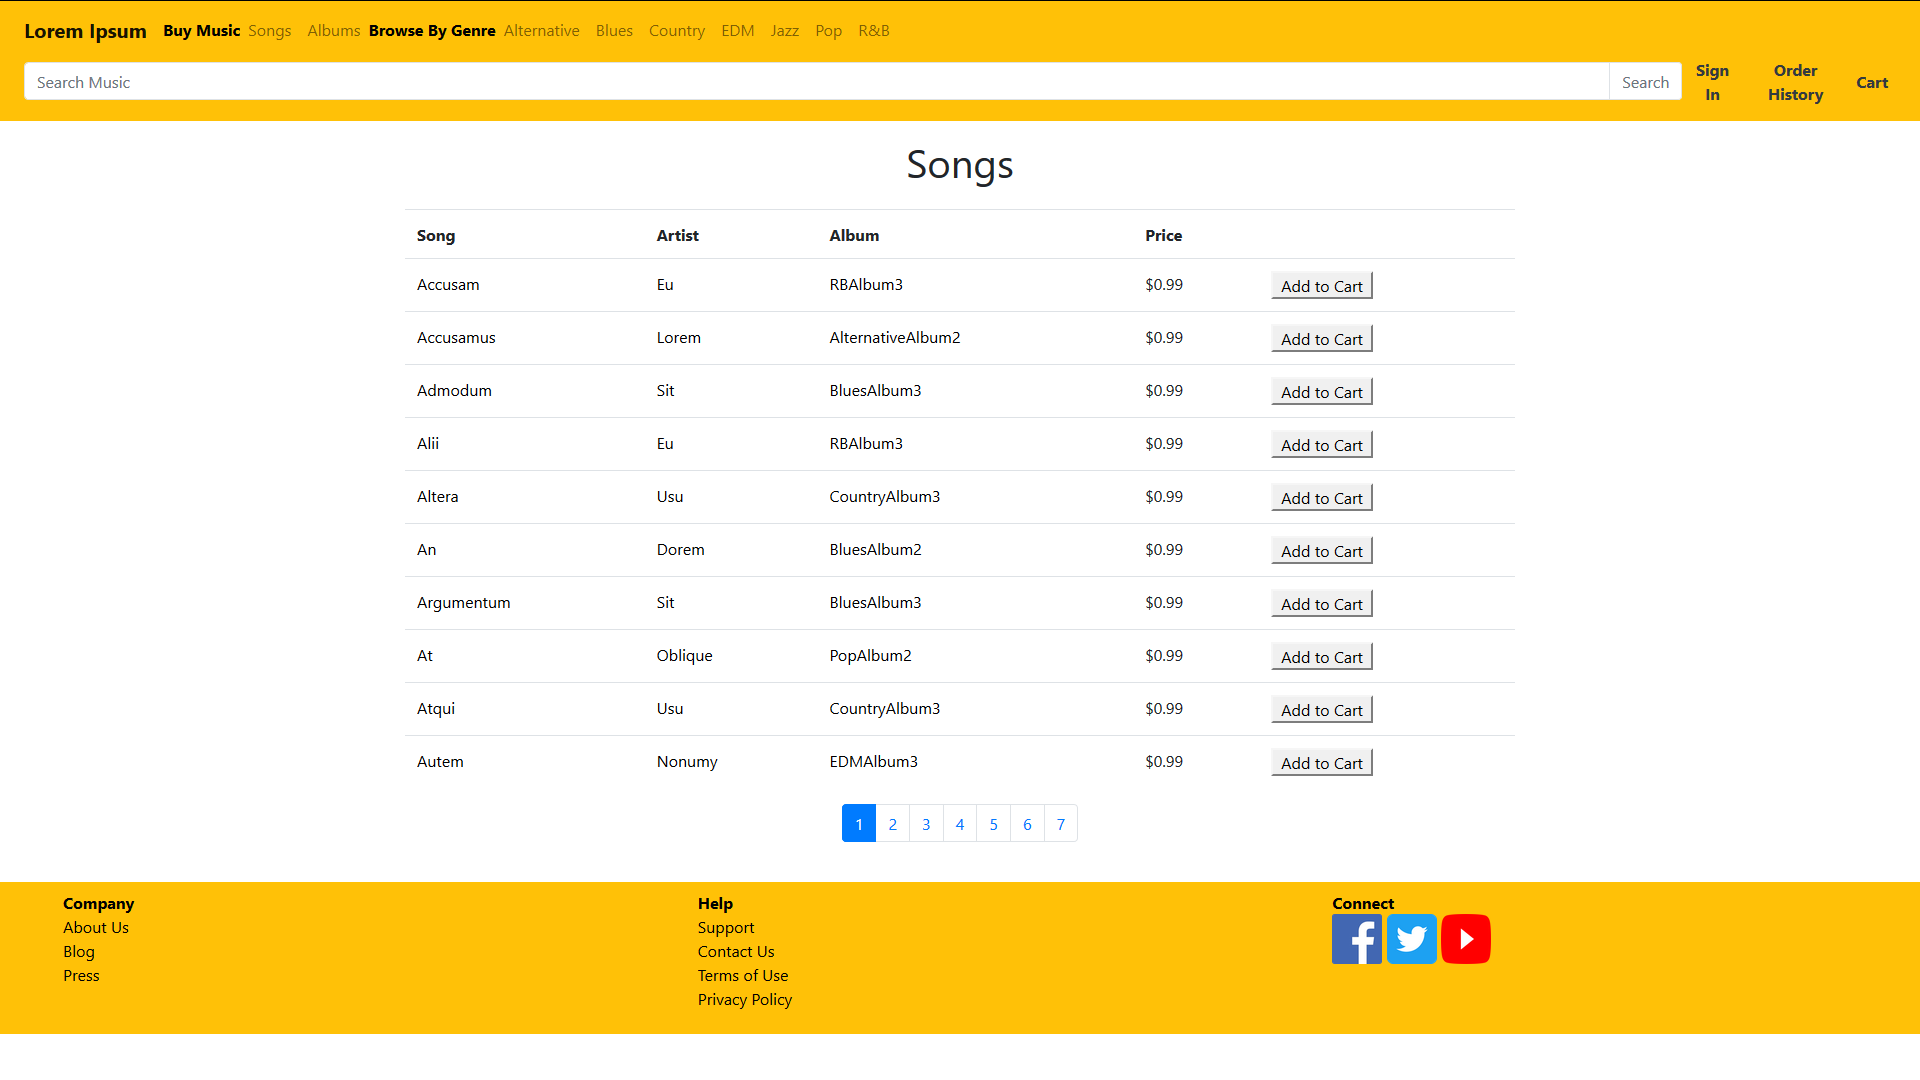 Lorem Ipsum Buy Music Songs Albums Browse By Genre Alternative Blues Country EDM Jazz Pop R&B
Search Music Search Sign In Order History Cart
Songs
Song Artist Album Price
Accusam Eu RBAlbum3 $0.99 Add to Cart
Accusamus Lorem AlternativeAlbum2 $0.99 Add to Cart
Admodum Sit BluesAlbum3 $0.99 Add to Cart
Alii Eu RBAlbum3 $0.99 Add to Cart
Altera Usu CountryAlbum3 $0.99 Add to Cart
An Dorem BluesAlbum2 $0.99 Add to Cart
Argumentum Sit BluesAlbum3 $0.99 Add to Cart
At Oblique PopAlbum2 $0.99 Add to Cart
Atqui Usu CountryAlbum3 $0.99 Add to Cart
Autem Nonumy EDMAlbum3 $0.99 Add to Cart
1 2 3 4 5 6 7
Company
About Us
Blog
Press
Help
Support
Contact Us
Terms of Use
Privacy Policy
Connect